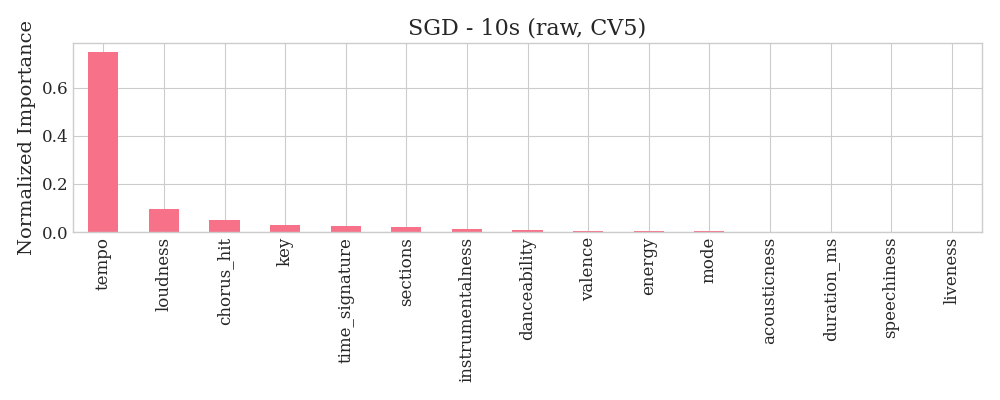 SGD - 10s (raw, CV5)
Normalized Importance
0.6
0.4
0.2
0.0
tempo
loudness
chorus_hit
key
time_signature
sections
instrumentalness
danceability
valence
energy
mode
acousticness
duration_ms
speechiness
liveness